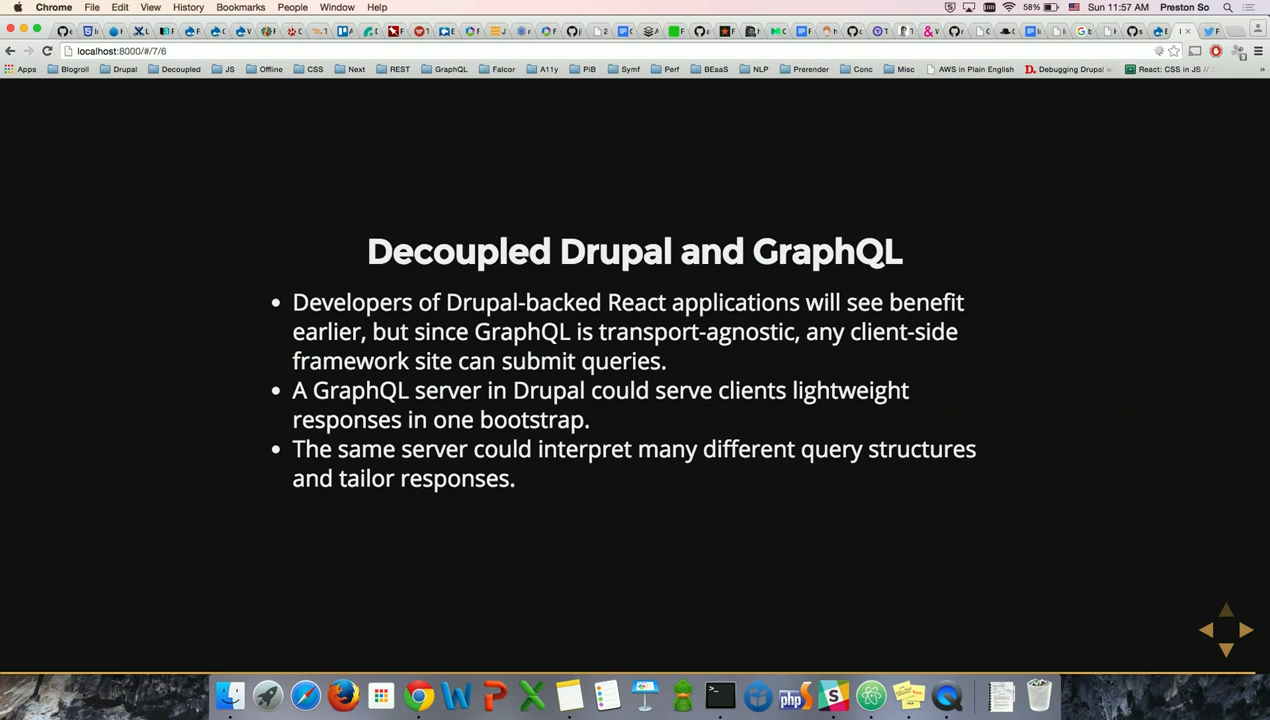 Chrome File Edit View History Bookmarks People Window Help 58% Sun 11:57 AM Preston So
localhost:8000/#/7/6
Apps Blogroll Drupal Decoupled JS Offline CSS Next REST GraphQL Falcor A11y PIB Symf Perf BEaaS NLP Prerender Conc Misc AWS in Plain English Debugging Drupal React: CSS in JS //
Decoupled Drupal and GraphQL
• Developers of Drupal-backed React applications will see benefit
earlier, but since GraphQL is transport-agnostic, any client-side
framework site can submit queries.
• A GraphQL server in Drupal could serve clients lightweight
responses in one bootstrap.
• The same server could interpret many different query structures
and tailor responses.
php